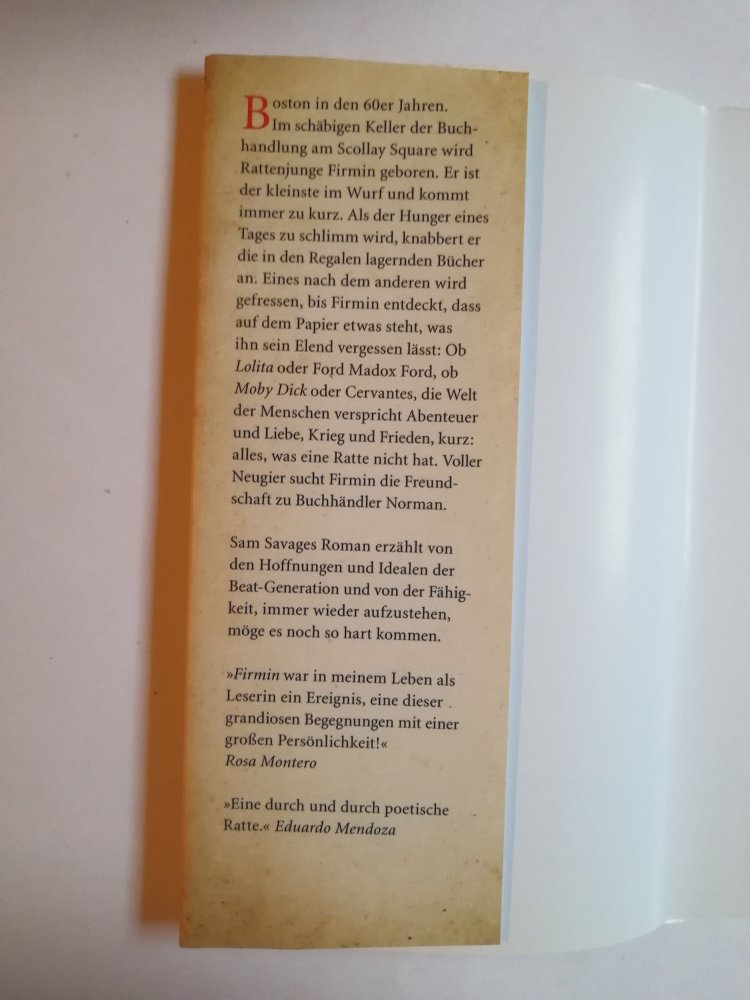 Boston in den 60er Jahren.
Im schäbigen Keller der Buch-
handlung am Scollay Square wird
Rattenjunge Firmin geboren. Er ist
der kleinste im Wurf und kommt
immer zu kurz. Als der Hunger eines
Tages zu schlimm wird, knabbert er
die in den Regalen lagernden Bücher
an. Eines nach dem anderen wird
gefressen, bis Firmin entdeckt, dass
auf dem Papier etwas steht, was
ihn sein Elend vergessen lässt: Ob
Lolita oder Ford Madox Ford, ob
Moby Dick oder Cervantes, die Welt
der Menschen verspricht Abenteuer
und Liebe, Krieg und Frieden, kurz:
alles, was eine Ratte nicht hat. Voller
Neugier sucht Firmin die Freund-
schaft zu Buchhändler Norman.
Sam Savages Roman erzählt von
den Hoffnungen und Idealen der
Beat-Generation und von der Fähig-
keit, immer wieder aufzustehen,
möge es noch so hart kommen.
»Firmin war in meinem Leben als
Leserin ein Ereignis, eine dieser
grandiosen Begegnungen mit einer
großen Persönlichkeit!«
Rosa Montero
»Eine durch und durch poetische
Ratte.« Eduardo Mendoza